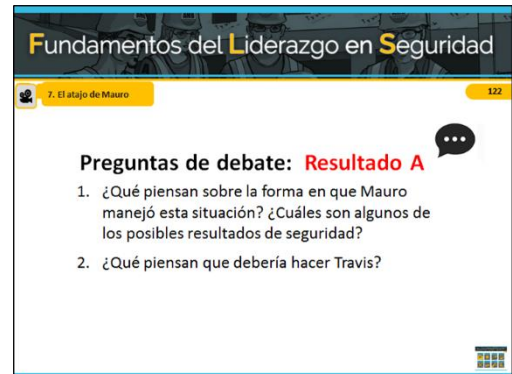 Fundamentos del Liderazgo en Seguridad
7. El atajo de Mauro
122
Preguntas de debate: Resultado A
1. ¿Qué piensan sobre la forma en que Mauro
manejó esta situación? ¿Cuáles son algunos de
los posibles resultados de seguridad?
2. ¿Qué piensan que debería hacer Travis?